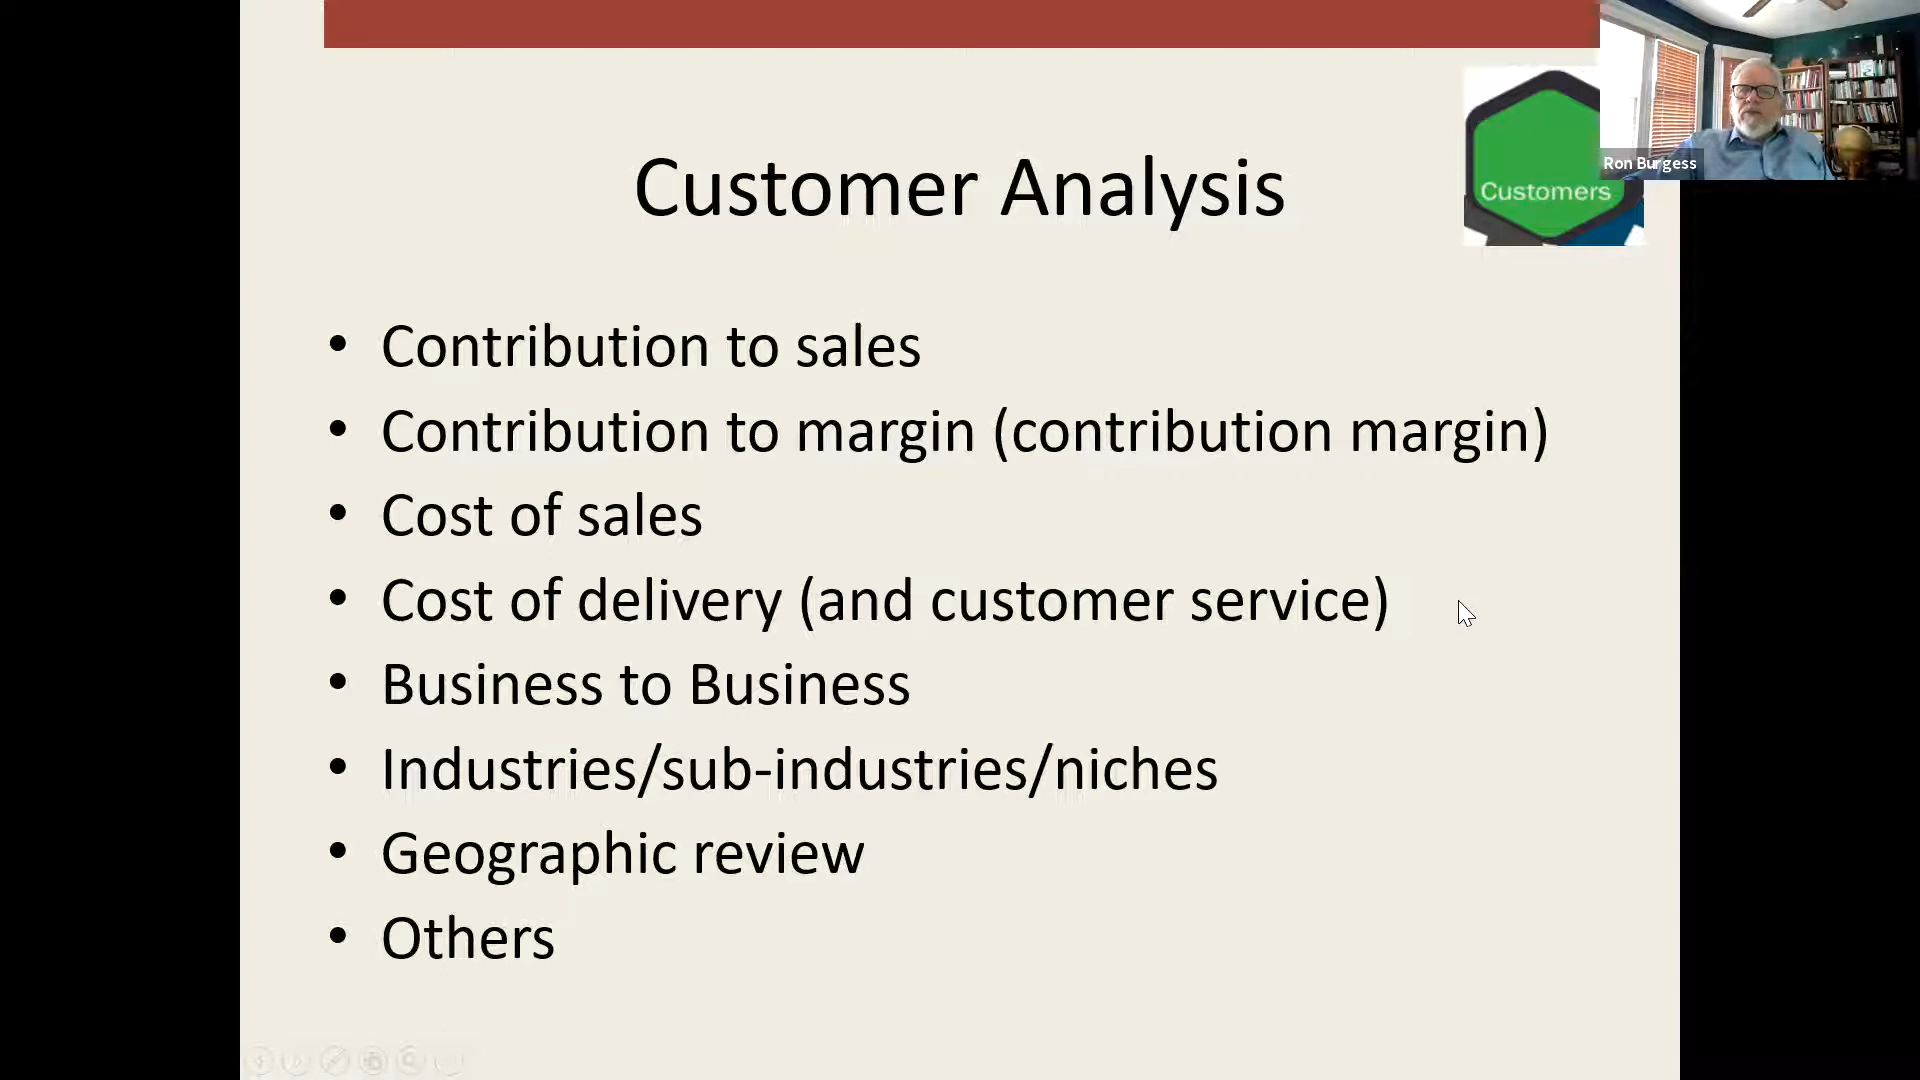 Customer Analysis
Customers
Ron Burgess
• Contribution to sales
• Contribution to margin (contribution margin)
• Cost of sales
• Cost of delivery (and customer service)
• Business to Business
• Industries/sub-industries/niches
• Geographic review
• Others